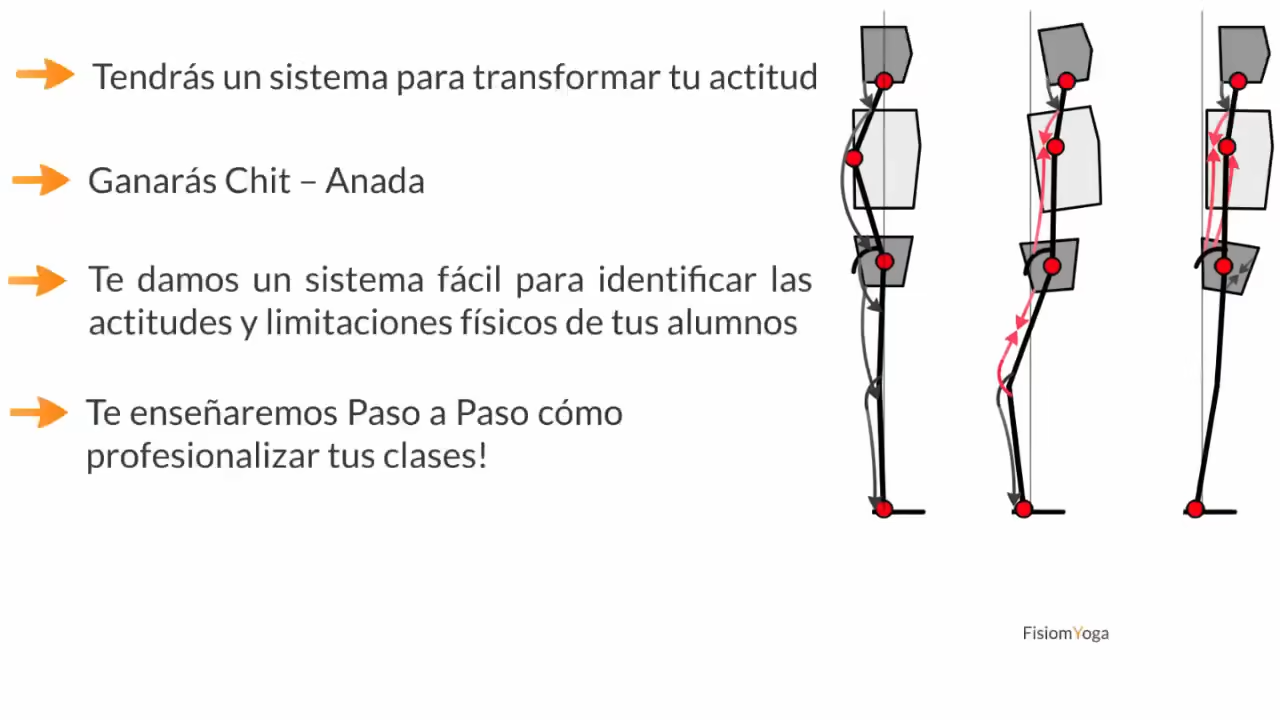 Tendrás un sistema para transformar tu actitud
Ganarás Chit – Anada
Te damos un sistema fácil para identificar las
actitudes y limitaciones físicos de tus alumnos
Te enseñaremos Paso a Paso cómo
profesionalizar tus clases!
FisiomYoga